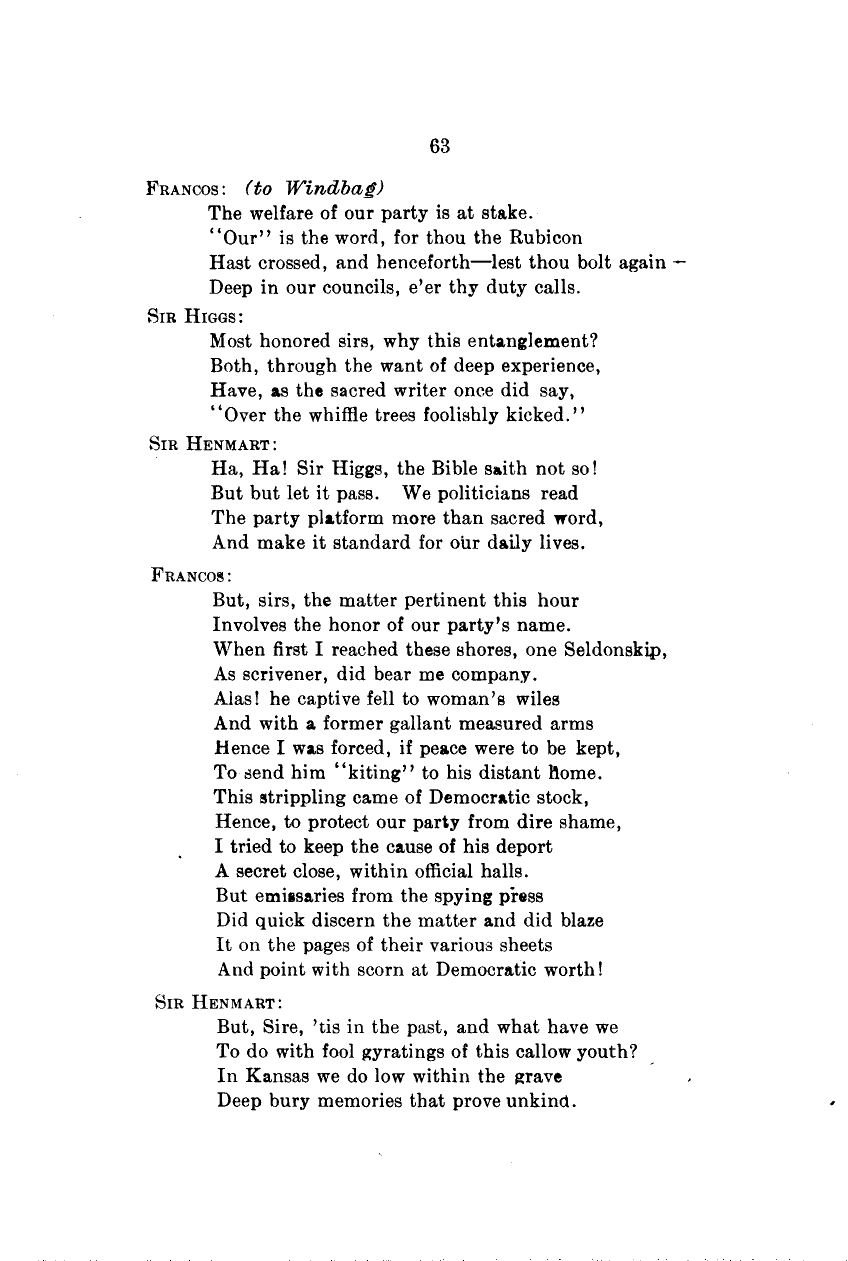 63
FRANCOS: (to Windbag)
The welfare of our party is at stake.
"Our" is the word, for thou the Rubicon
Hast crossed, and henceforth—lest thou bolt again –
Deep in our councils, e'er thy duty calls.
SIR HIGGS:
Most honored sirs, why this entanglement?
Both, through the want of deep experience,
Have, as the sacred writer once did say,
"Over the whiffle trees foolishly kicked."
SIR HENMART:
Ha, Ha! Sir Higgs, the Bible saith not so!
But but let it pass. We politicians read
The party platform more than sacred word,
And make it standard for our daily lives.
FRANCOS:
But, sirs, the matter pertinent this hour
Involves the honor of our party's name.
When first I reached these shores, one Seldonskip,
As scrivener, did bear me company.
Alas! he captive fell to woman's wiles
And with a former gallant measured arms
Hence I was forced, if peace were to be kept,
To send him "kiting" to his distant home.
This strippling came of Democratic stock,
Hence, to protect our party from dire shame,
I tried to keep the cause of his deport
A secret close, within official halls.
But emissaries from the spying press
Did quick discern the matter and did blaze
It on the pages of their various sheets
And point with scorn at Democratic worth!
SIR HENMART:
But, Sire, 'tis in the past, and what have we
To do with fool gyratings of this callow youth?
In Kansas we do low within the grave
Deep bury memories that prove unkind.